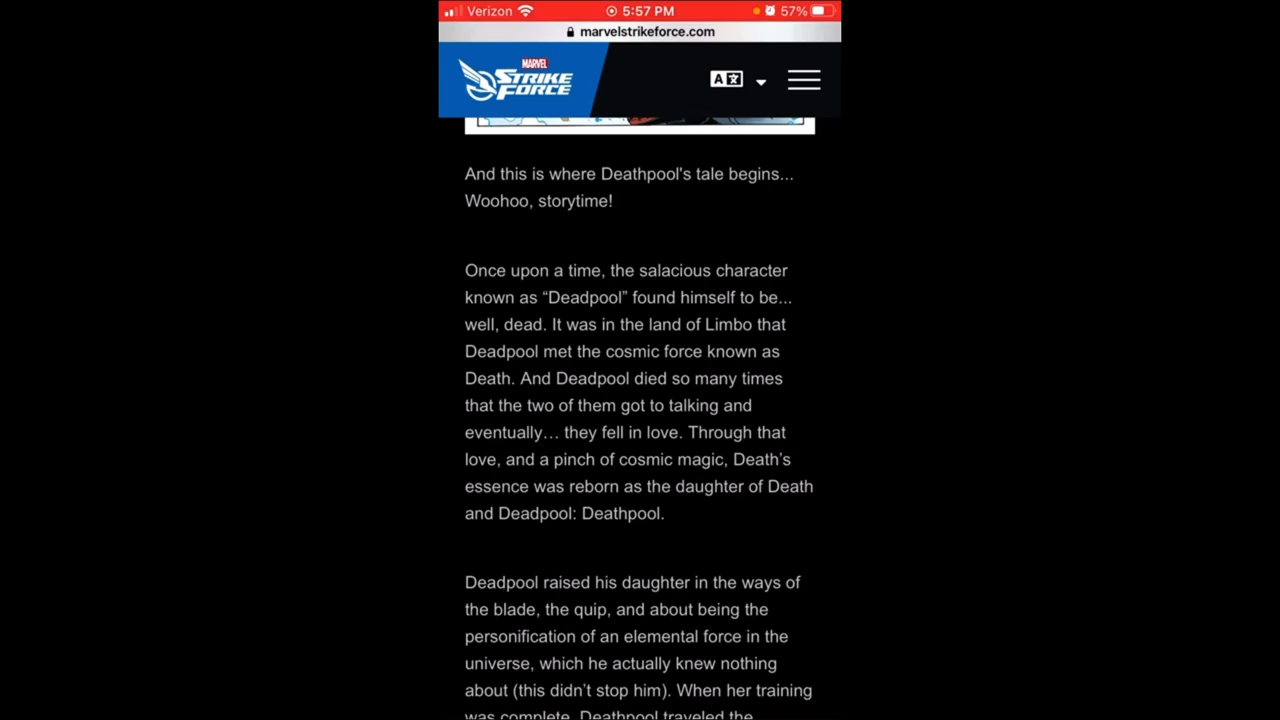 Verizon 5:57 PM 57%
marvelstrikeforce.com
MARVEL
STRIKE
FORCE
A
And this is where Deathpool's tale begins...
Woohoo, storytime!
Once upon a time, the salacious character
known as “Deadpool” found himself to be...
well, dead. It was in the land of Limbo that
Deadpool met the cosmic force known as
Death. And Deadpool died so many times
that the two of them got to talking and
eventually… they fell in love. Through that
love, and a pinch of cosmic magic, Death’s
essence was reborn as the daughter of Death
and Deadpool: Deathpool.
Deadpool raised his daughter in the ways of
the blade, the quip, and about being the
personification of an elemental force in the
universe, which he actually knew nothing
about (this didn’t stop him). When her training
was complete, Deathpool traveled the